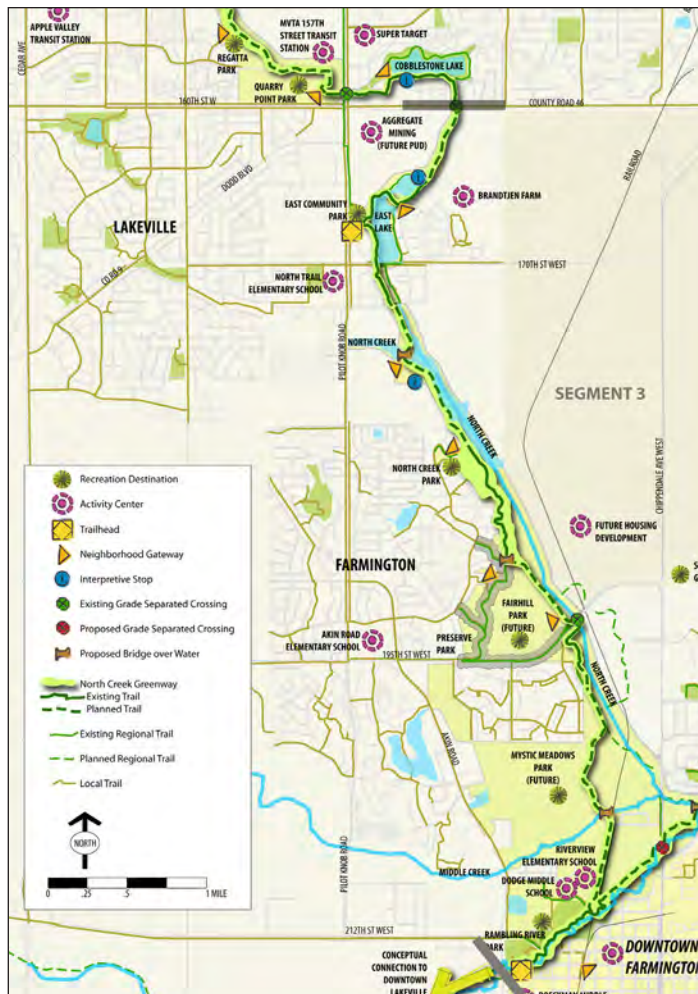 APPLE VALLEY
TRANSIT STATION
CEDAR AVE
MVTA 157TH
STREET TRANSIT
STATION
SUPER TARGET
REGATTA
PARK
COBBLESTONE LAKE
QUARRY
POINT PARK
160TH ST W
COUNTY ROAD 46
AGGREGATE
MINING
(FUTURE PUD)
RAILROAD
DODD BLVD
BRANDTJEN FARM
EAST COMMUNITY
PARK
EAST
LAKE
LAKEVILLE
CO RD 9
170TH ST WEST
NORTH TRAIL
ELEMENTARY SCHOOL
PILOT KNOB ROAD
NORTH CREEK
SEGMENT 3
NORTH CREEK
CHIPPENDALE AVE WEST
NORTH CREEK
PARK
FUTURE HOUSING
DEVELOPMENT
FARMINGTON
FAIRHILL
PARK
(FUTURE)
AKIN ROAD
ELEMENTARY SCHOOL
PRESERVE
PARK
195TH ST WEST
NORTH CREEK
AKIN ROAD
MYSTIC MEADOWS
PARK
(FUTURE)
Recreation Destination
Activity Center
Trailhead
Neighborhood Gateway
Interpretive Stop
Existing Grade Separated Crossing
Proposed Grade Separated Crossing
Proposed Bridge over Water
North Creek Greenway
Existing Trail
Planned Trail
Existing Regional Trail
Planned Regional Trail
Local Trail
NORTH
0 .25 .5 1 MILE
PILOT KNOB ROAD
MIDDLE CREEK
RIVERVIEW
ELEMENTARY SCHOOL
DODGE MIDDLE
SCHOOL
212TH ST WEST
RAMBLING RIVER
PARK
CONCEPTUAL
CONNECTION TO
DOWNTOWN
LAKEVILLE
DOWNTOWN
FARMINGTON